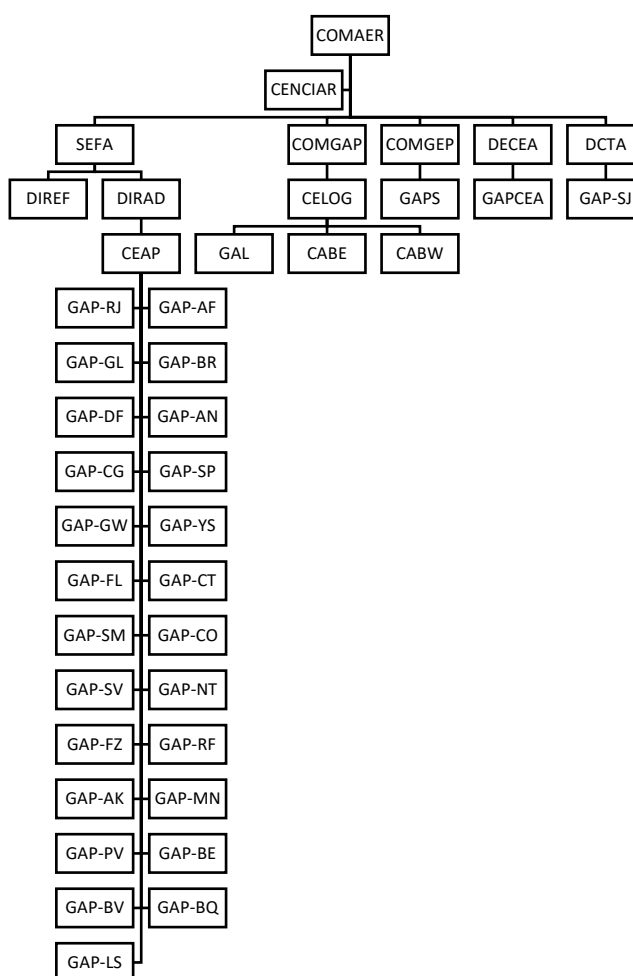 COMAER
CENCIAR
SEFA COMGAP COMGEP DECEA DCTA
DIREF DIRAD CELOG GAPS GAPCEA GAP-SJ
CEAP GAL CABE CABW
GAP-RJ GAP-AF
GAP-GL GAP-BR
GAP-DF GAP-AN
GAP-CG GAP-SP
GAP-GW GAP-YS
GAP-FL GAP-CT
GAP-SM GAP-CO
GAP-SV GAP-NT
GAP-FZ GAP-RF
GAP-AK GAP-MN
GAP-PV GAP-BE
GAP-BV GAP-BQ
GAP-LS